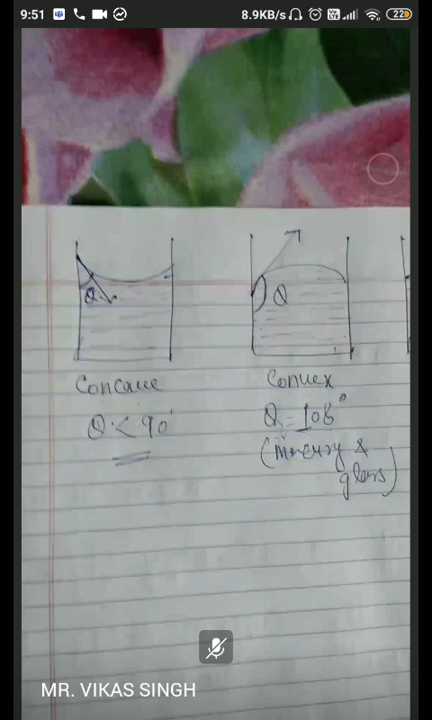 9:51
8.9KB/s
22
Q
Q
Concave
Convex
Q < 90°
Q = 108°
(Mercury &
glass)
MR. VIKAS SINGH